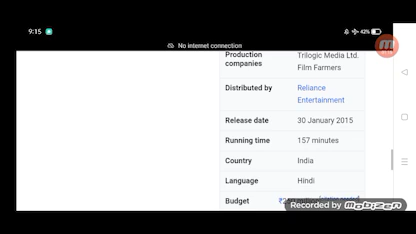 9:15
42%
No internet connection
Production companies
Trilogic Media Ltd.
Film Farmers
Distributed by
Reliance Entertainment
Release date
30 January 2015
Running time
157 minutes
Country
India
Language
Hindi
Budget
Recorded by
mobizen